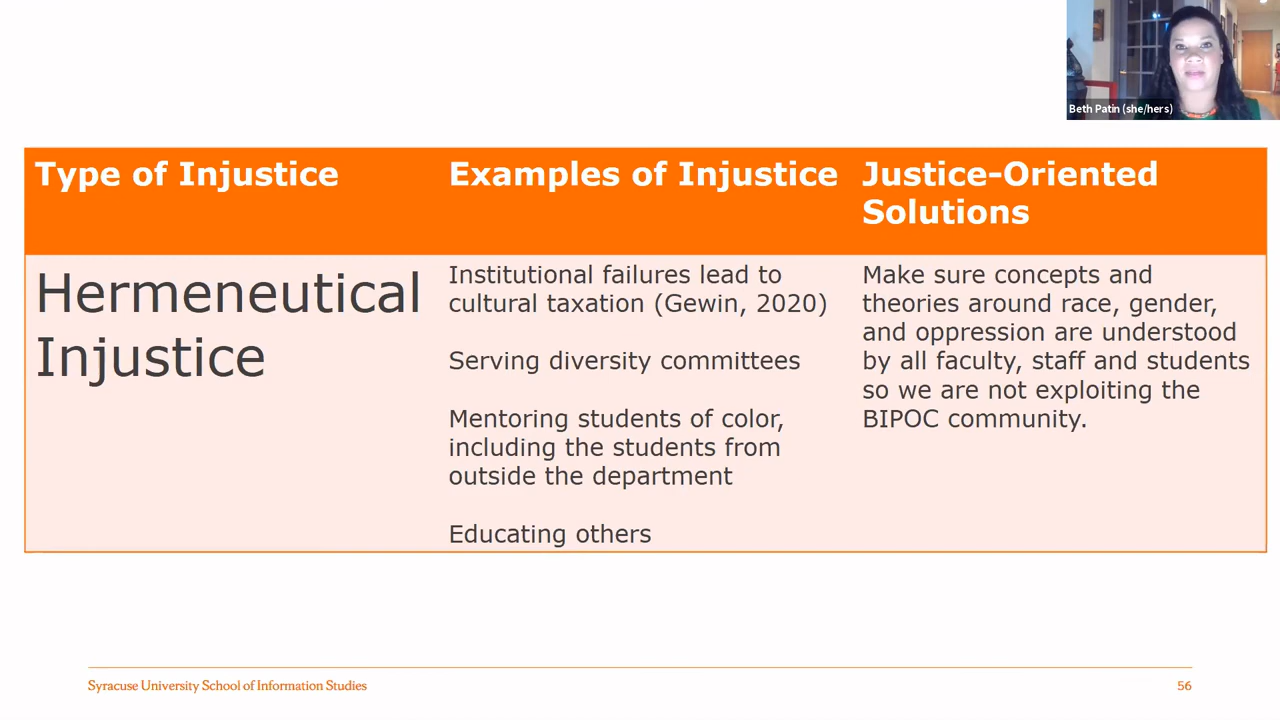 Beth Patin (she/hers)
Type of Injustice
Examples of Injustice
Justice-Oriented
Solutions
Hermeneutical
Injustice
Institutional failures lead to
cultural taxation (Gewin, 2020)
Serving diversity committees
Mentoring students of color,
including the students from
outside the department
Educating others
Make sure concepts and
theories around race, gender,
and oppression are understood
by all faculty, staff and students
so we are not exploiting the
BIPOC community.
Syracuse University School of Information Studies
56